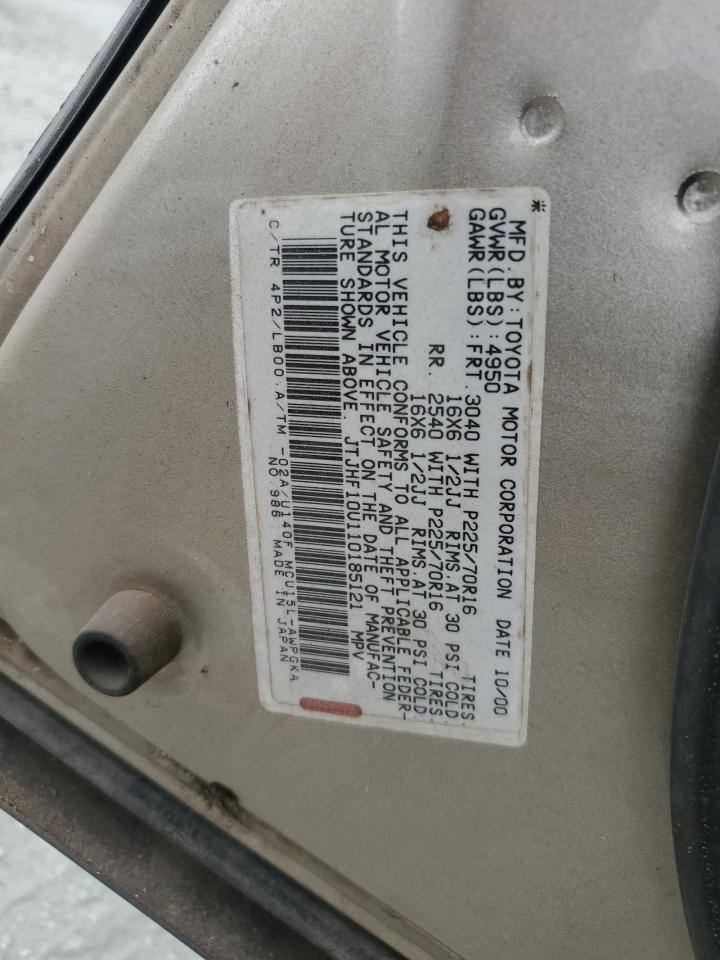 * MFD.BY:TOYOTA MOTOR CORPORATION DATE 10/00
GVWR(LBS):4950
GAWR(LBS):FRT. 3040 WITH P225/70R16 TIRES.
16X6 1/2JJ RIMS.AT 30 PSI COLD.
RR. 2540 WITH P225/70R16 TIRES.
16X6 1/2JJ RIMS.AT 30 PSI COLD.
THIS VEHICLE CONFORMS TO ALL APPLICABLE FEDER-
AL MOTOR VEHICLE SAFETY AND THEFT PREVENTION
STANDARDS IN EFFECT ON THE DATE OF MANUFAC-
TURE SHOWN ABOVE. JTJHF10U110185121 MPV
C/TR 4P2/LB00.A/TM -02A/U140F MCU15L-AWPGKA
NO.986 MADE IN JAPAN